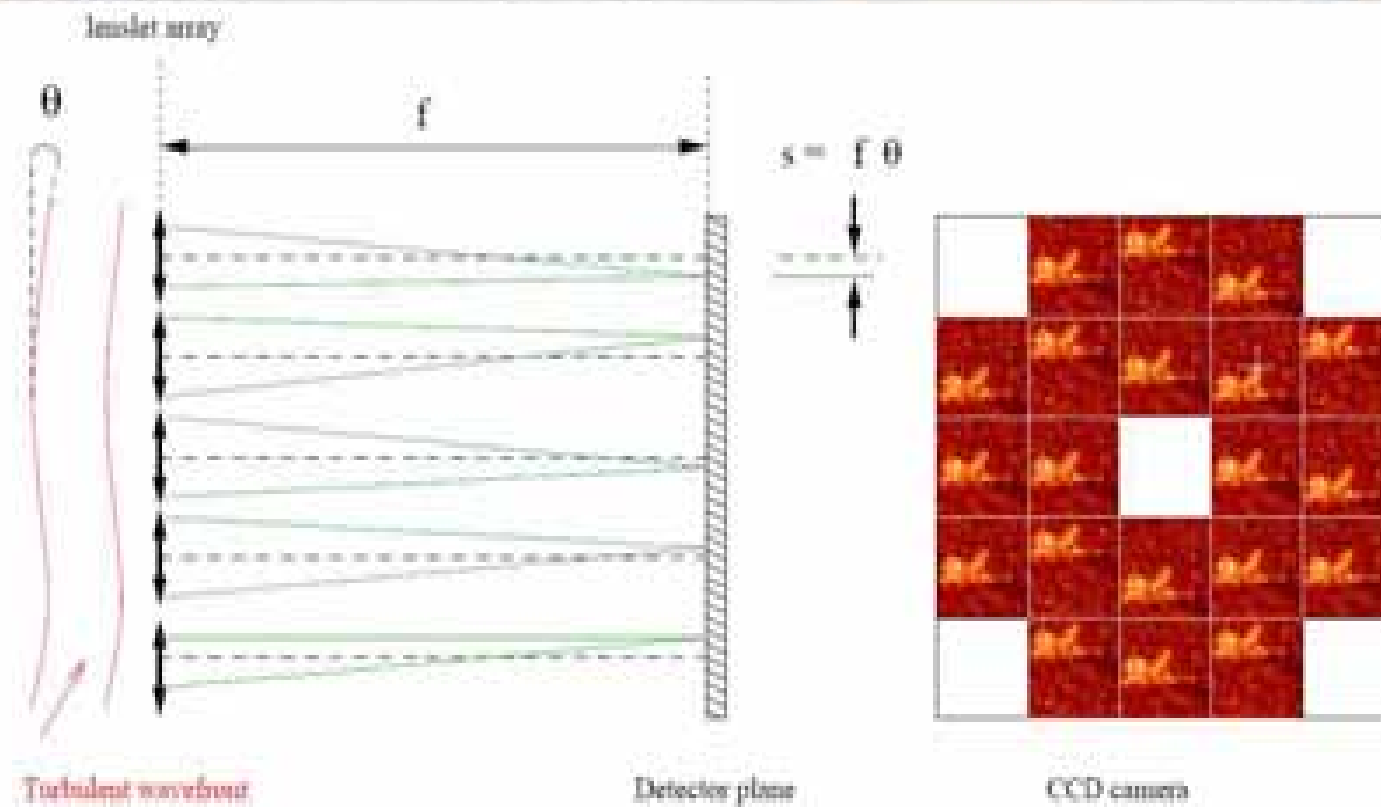 lenslet array
θ
f
s = f θ
Turbulent wavefront
Detector plane
CCD camera